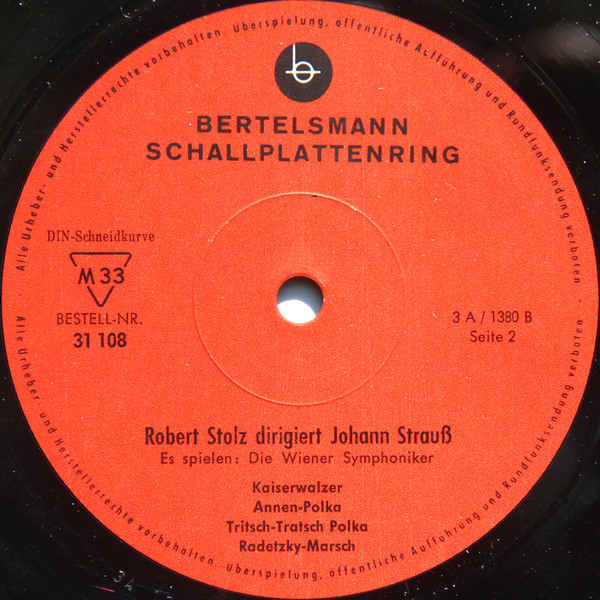 Alle Urheber- und Herstellerrechte vorbehalten. Überspielung, öffentliche Aufführung und Rundfunksendung verboten.
b
BERTELSMANN
SCHALLPLATTENRING
DIN-Schneidkurve
M 33
BESTELL-NR.
31 108
3 A / 1380 B
Seite 2
Robert Stolz dirigiert Johann Strauß
Es spielen: Die Wiener Symphoniker
Kaiserwalzer
Annen-Polka
Tritsch-Tratsch Polka
Radetzky-Marsch
Alle Urheber- und Herstellerrechte vorbehalten. Überspielung, öffentliche Aufführung und Rundfunksendung verboten.